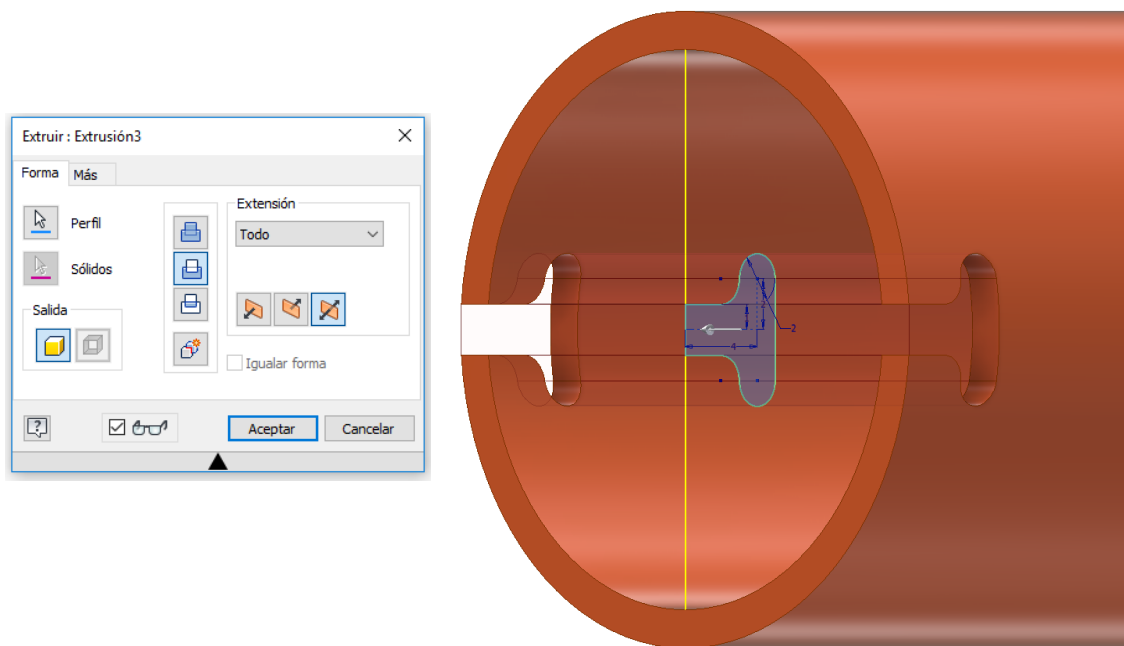 Extruir : Extrusión3
Forma
Más
Perfil
Sólidos
Salida
Extensión
Todo
Igualar forma
?
Aceptar
Cancelar
4
2